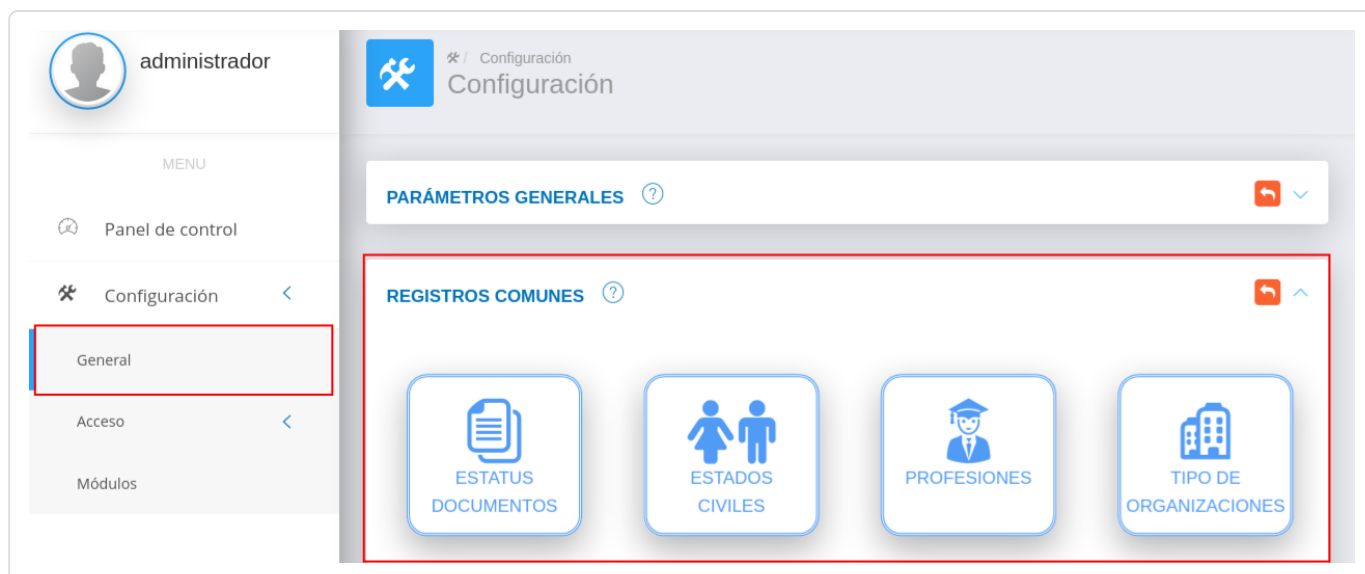 administrador
MENU
Panel de control
Configuración
General
Acceso
Módulos
/ Configuración
Configuración
PARÁMETROS GENERALES ?
REGISTROS COMUNES ?
ESTATUS
DOCUMENTOS
ESTADOS
CIVILES
PROFESIONES
TIPO DE
ORGANIZACIONES